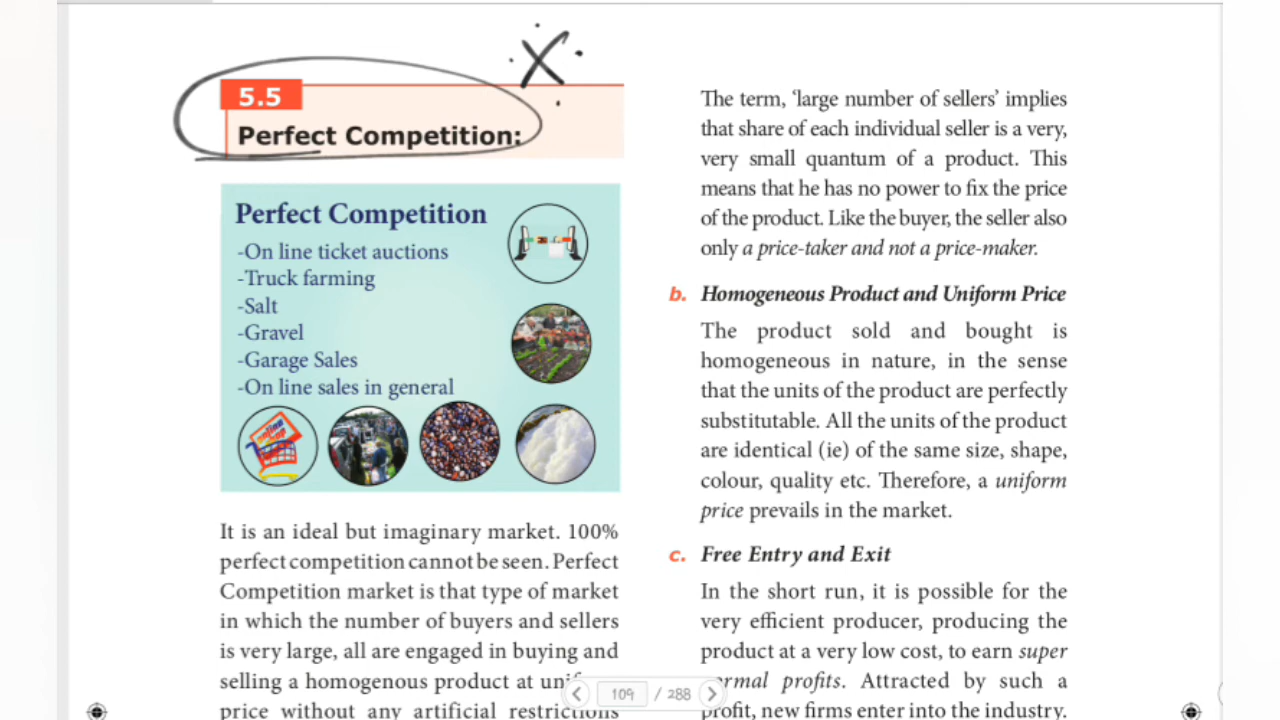 5.5
Perfect Competition:
Perfect Competition
-On line ticket auctions
-Truck farming
-Salt
-Gravel
-Garage Sales
-On line sales in general
It is an ideal but imaginary market. 100%
perfect competition cannot be seen. Perfect
Competition market is that type of market
in which the number of buyers and sellers
is very large, all are engaged in buying and
selling a homogenous product at
price without any artificial restrictions
The term, ‘large number of sellers’ implies
that share of each individual seller is a very,
very small quantum of a product. This
means that he has no power to fix the price
of the product. Like the buyer, the seller also
only a price-taker and not a price-maker.
b. Homogeneous Product and Uniform Price
The product sold and bought is
homogeneous in nature, in the sense
that the units of the product are perfectly
substitutable. All the units of the product
are identical (ie) of the same size, shape,
colour, quality etc. Therefore, a uniform
price prevails in the market.
c. Free Entry and Exit
In the short run, it is possible for the
very efficient producer, producing the
product at a very low cost, to earn super
profits. Attracted by such a
profit, new firms enter into the industry.
109 / 288